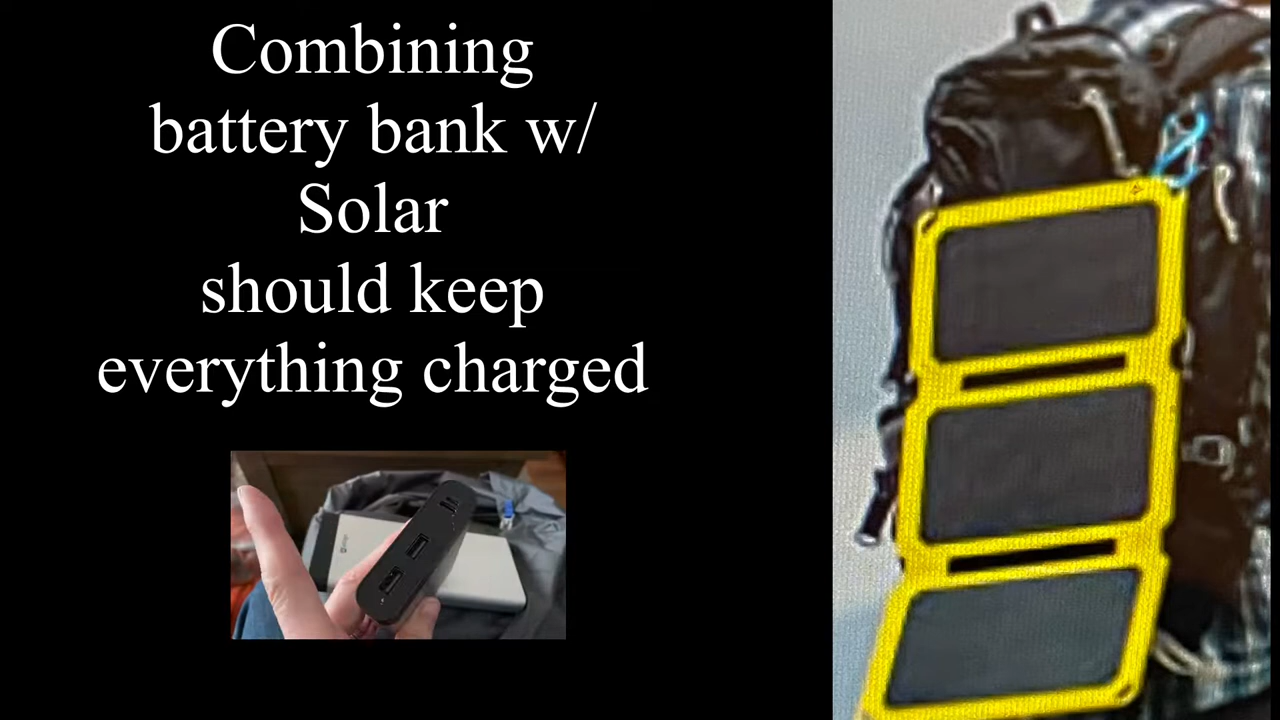 Combining
battery bank w/
Solar
should keep
everything charged